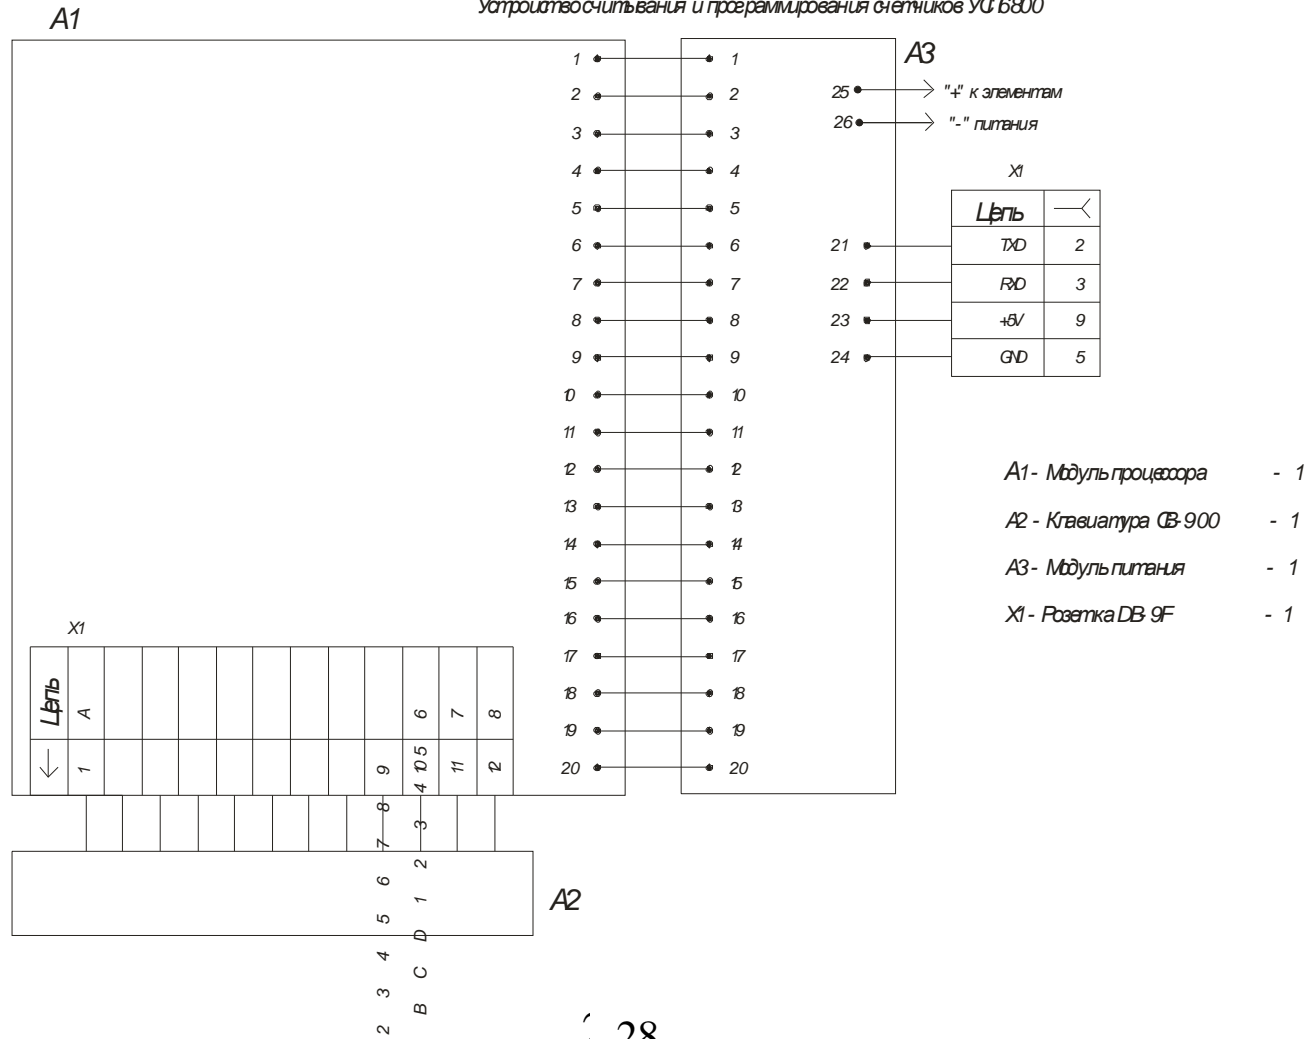 Устройство считывания и программирования счетчиков УСП6800
A1
A3
1 1
2 2
3 3
4 4
5 5
6 6
7 7
8 8
9 9
10 10
11 11
12 12
13 13
14 14
15 15
16 16
17 17
18 18
19 19
20 20
25 "+" к элементам
26 "-" питания
X1
Цепь
21 TXD 2
22 RXD 3
23 +5V 9
24 GND 5
A1 - Модуль процессора - 1
A2 - Клавиатура СВ-900 - 1
A3 - Модуль питания - 1
X1 - Розетка DB-9F - 1
X1
Цепь A B C D 1 2 3 4 5 6 7 8
1 2 3 4 5 6 7 8 9 10 11 12
A2
28